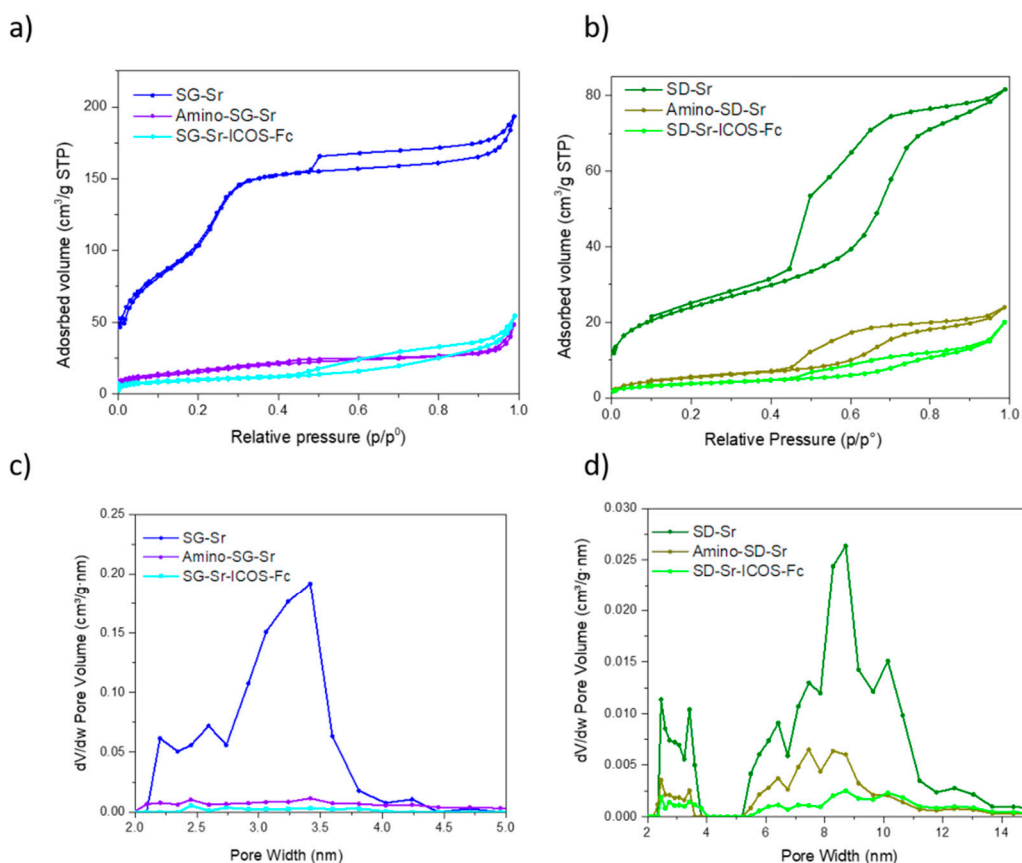 a)
SG-Sr
Amino-SG-Sr
SG-Sr-ICOS-Fc
200
150
100
50
0
0.0 0.2 0.4 0.6 0.8 1.0
Adosrbed volume (cm³/g STP)
Relative pressure (p/p⁰)
b)
SD-Sr
Amino-SD-Sr
SD-Sr-ICOS-Fc
80
60
40
20
0
0.0 0.2 0.4 0.6 0.8 1.0
Adsorbed volume (cm³/g STP)
Relative Pressure (p/p°)
c)
SG-Sr
Amino-SG-Sr
SG-Sr-ICOS-Fc
0.25
0.20
0.15
0.10
0.05
0.00
2.0 2.5 3.0 3.5 4.0 4.5 5.0
dV/dw Pore Volume (cm³/g·nm)
Pore Width (nm)
d)
SD-Sr
Amino-SD-Sr
SD-Sr-ICOS-Fc
0.030
0.025
0.020
0.015
0.010
0.005
0.000
2 4 6 8 10 12 14
dV/dw Pore Volume (cm³/g·nm)
Pore Width (nm)